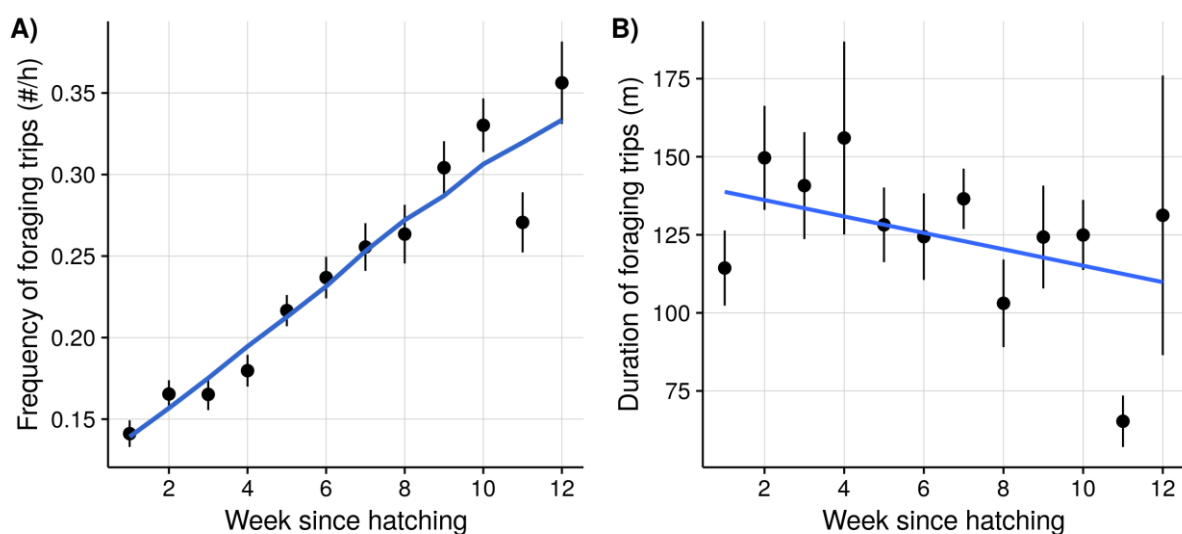 A)
Frequency of foraging trips (#/h)
0.35
0.30
0.25
0.20
0.15
2 4 6 8 10 12
Week since hatching
B)
Duration of foraging trips (m)
175
150
125
100
75
2 4 6 8 10 12
Week since hatching